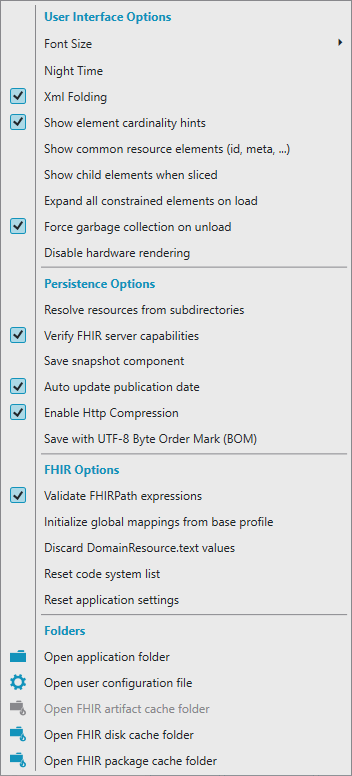 User Interface Options
Font Size
Night Time
Xml Folding
Show element cardinality hints
Show common resource elements (id, meta, ...)
Show child elements when sliced
Expand all constrained elements on load
Force garbage collection on unload
Disable hardware rendering
Persistence Options
Resolve resources from subdirectories
Verify FHIR server capabilities
Save snapshot component
Auto update publication date
Enable Http Compression
Save with UTF-8 Byte Order Mark (BOM)
FHIR Options
Validate FHIRPath expressions
Initialize global mappings from base profile
Discard DomainResource.text values
Reset code system list
Reset application settings
Folders
Open application folder
Open user configuration file
Open FHIR artifact cache folder
Open FHIR disk cache folder
Open FHIR package cache folder